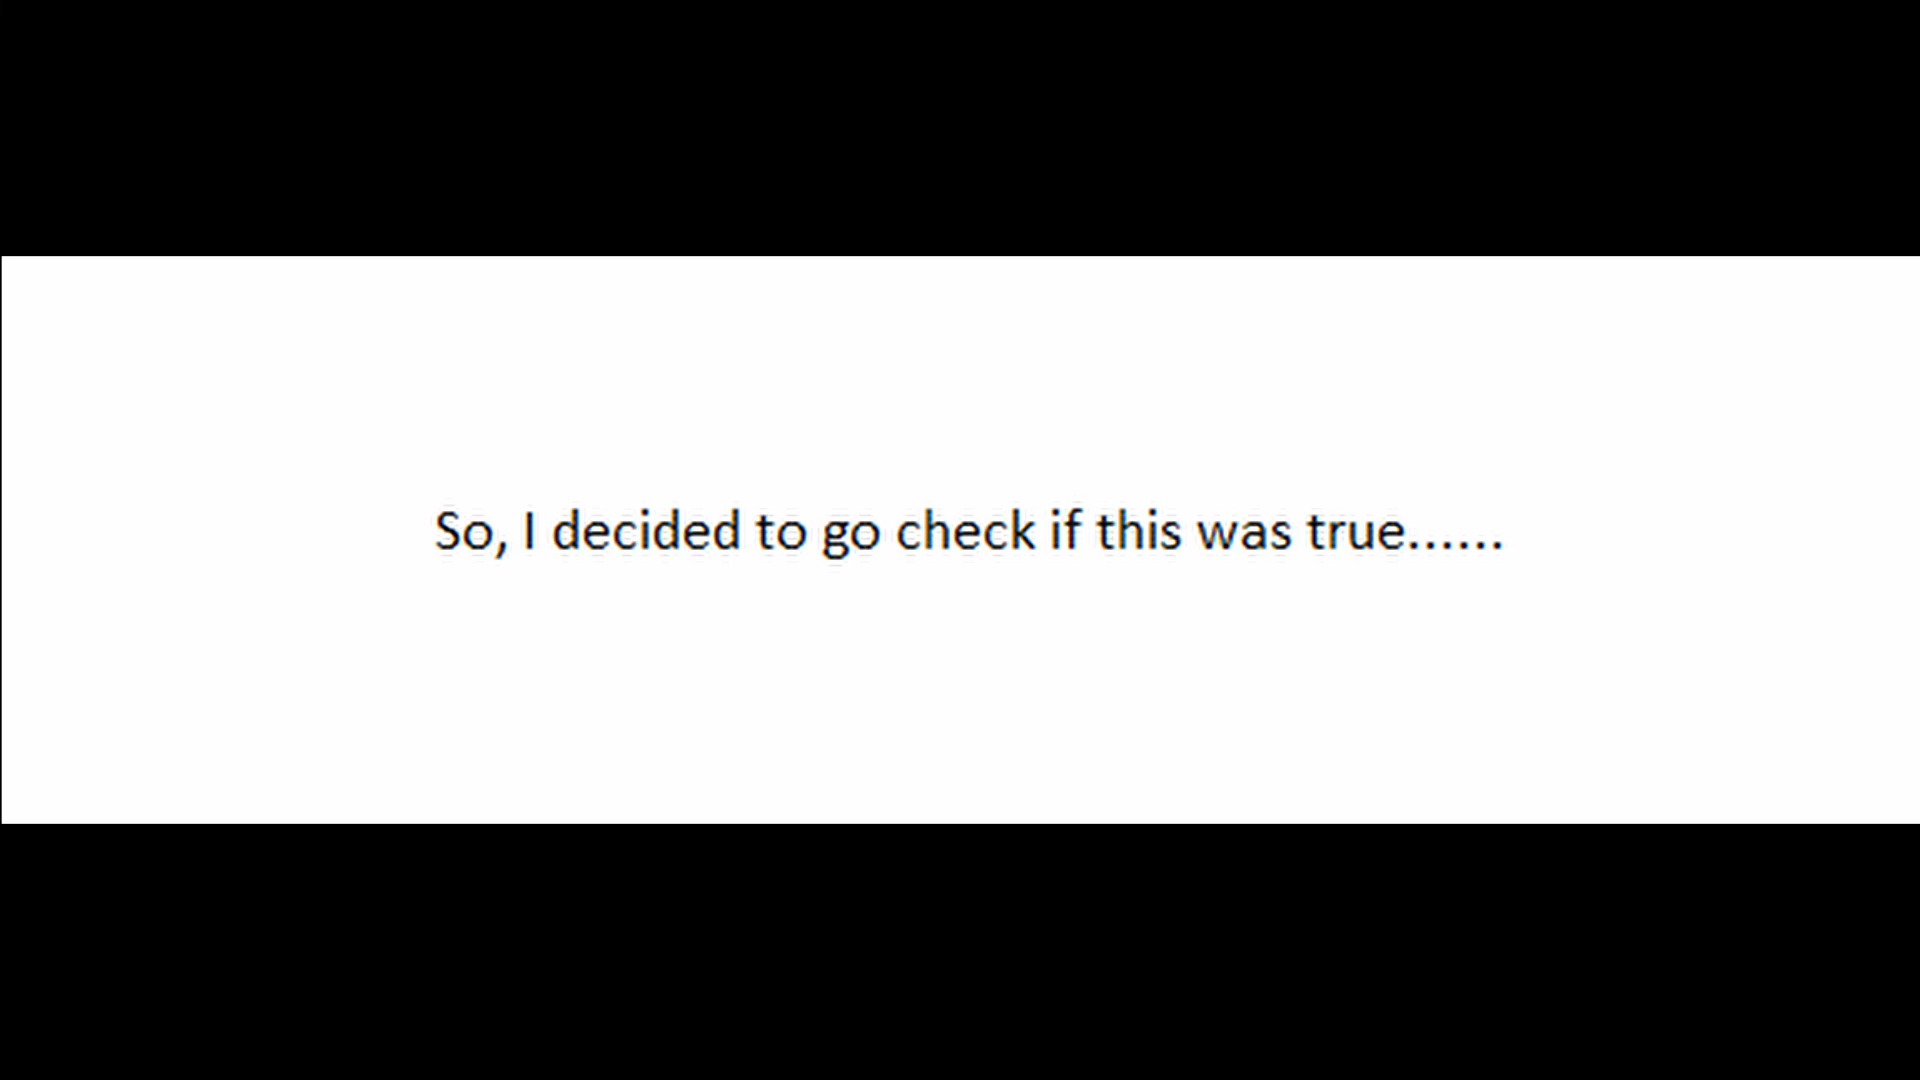 So, I decided to go check if this was true......